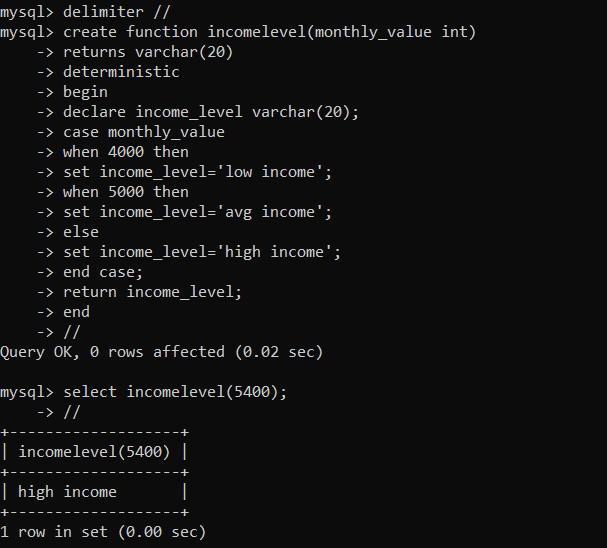 mysql> delimiter //
mysql> create function incomelevel(monthly_value int)
    -> returns varchar(20)
    -> deterministic
    -> begin
    -> declare income_level varchar(20);
    -> case monthly_value
    -> when 4000 then
    -> set income_level='low income';
    -> when 5000 then
    -> set income_level='avg income';
    -> else
    -> set income_level='high income';
    -> end case;
    -> return income_level;
    -> end
    -> //
Query OK, 0 rows affected (0.02 sec)
mysql> select incomelevel(5400);
    -> //
+-------------------+
| incomelevel(5400) |
+-------------------+
| high income       |
+-------------------+
1 row in set (0.00 sec)